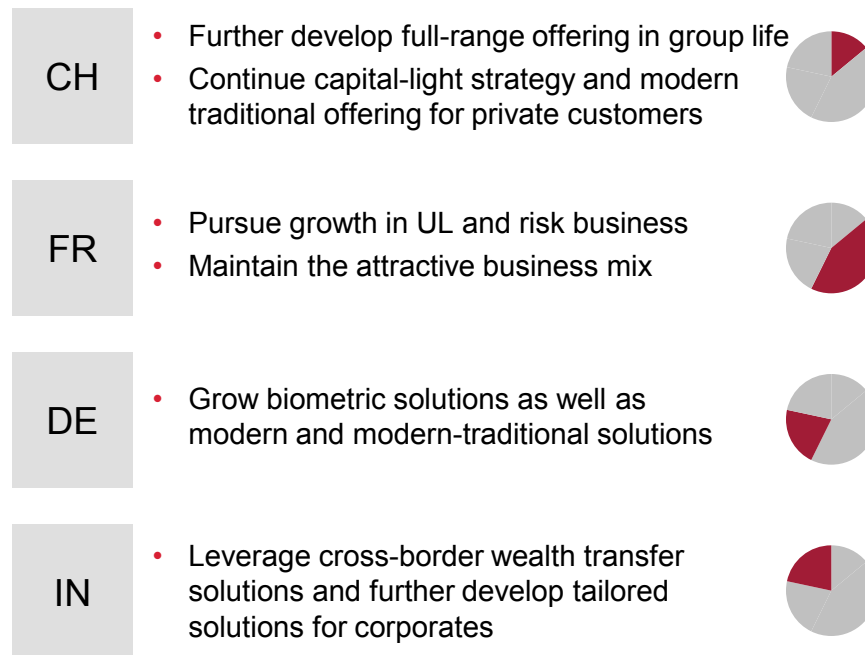 CH
• Further develop full-range offering in group life
• Continue capital-light strategy and modern
traditional offering for private customers
FR
• Pursue growth in UL and risk business
• Maintain the attractive business mix
DE
• Grow biometric solutions as well as
modern and modern-traditional solutions
IN
• Leverage cross-border wealth transfer
solutions and further develop tailored
solutions for corporates